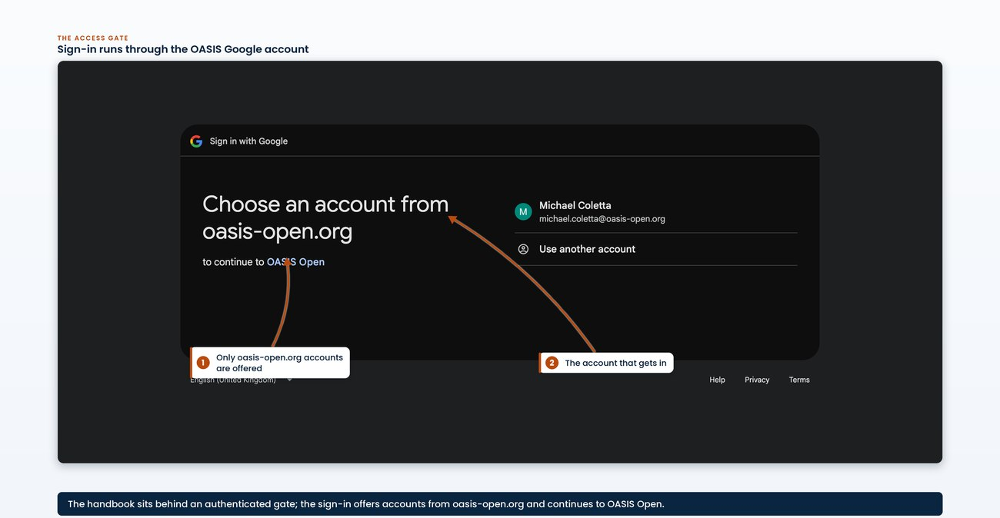 THE ACCESS GATE
Sign-in runs through the OASIS Google account
Sign in with Google
Choose an account from
oasis-open.org
to continue to OASIS Open
M
Michael Coletta
michael.coletta@oasis-open.org
Use another account
1
Only oasis-open.org accounts
are offered
2
The account that gets in
English (United Kingdom)
Help
Privacy
Terms
The handbook sits behind an authenticated gate; the sign-in offers accounts from oasis-open.org and continues to OASIS Open.